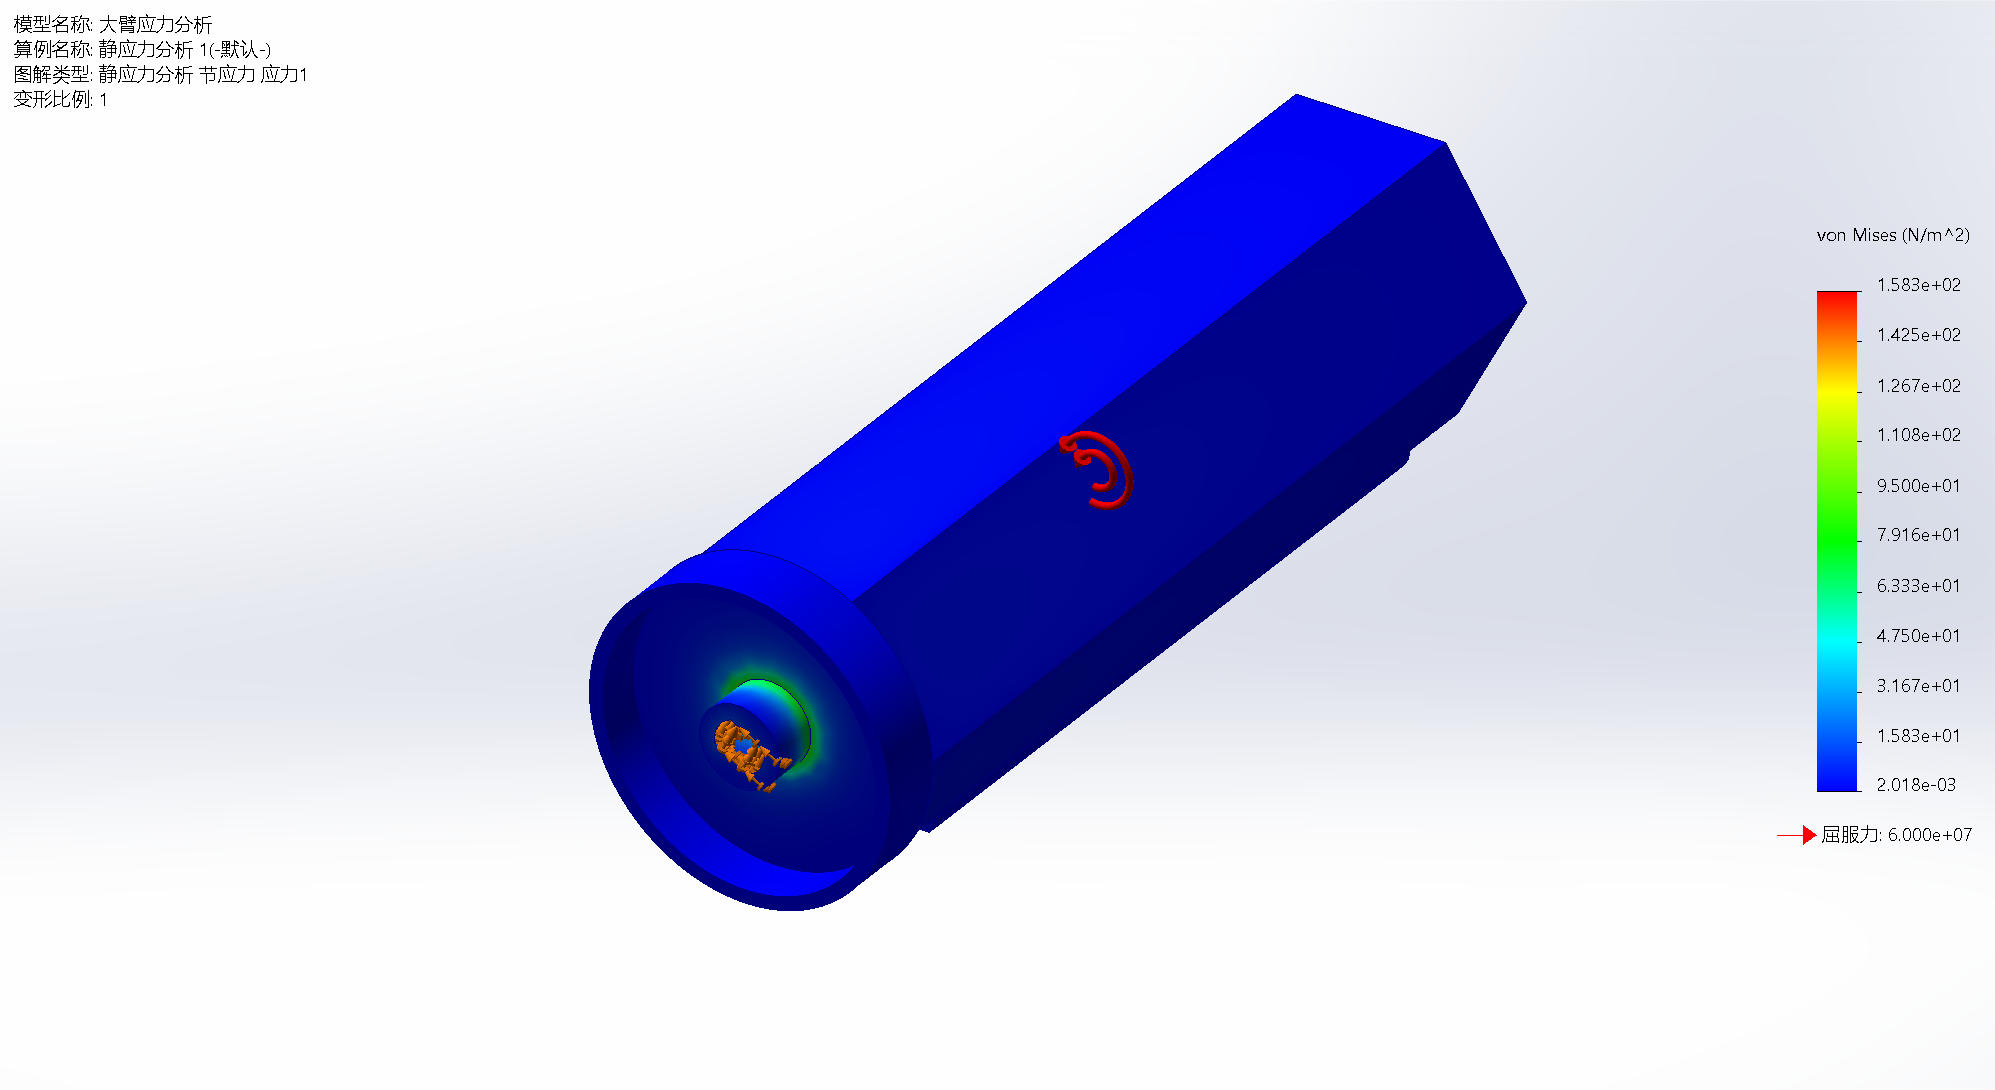 模型名称: 大臂应力分析
算例名称: 静应力分析 1(-默认-)
图解类型: 静应力分析 节应力 应力1
变形比例: 1
von Mises (N/m^2)
1.583e+02
1.425e+02
1.267e+02
1.108e+02
9.500e+01
7.916e+01
6.333e+01
4.750e+01
3.167e+01
1.583e+01
2.018e-03
屈服力: 6.000e+07